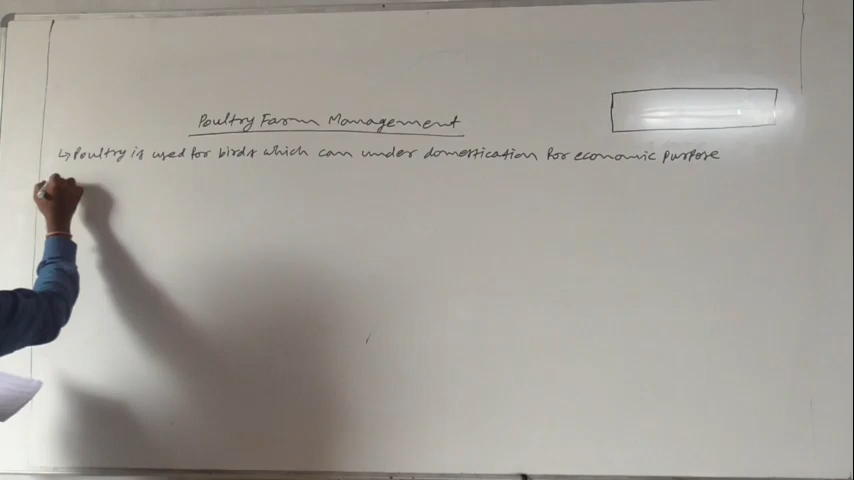 Poultry Farm Management
↳ Poultry is used for birds which can under domestication for economic purpose